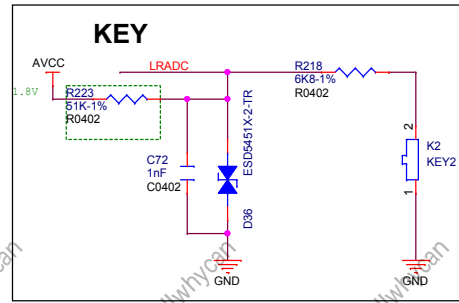 KEY
AVCC
LRADC
1.8V
R223
51K-1%
R0402
R218
6K8-1%
R0402
C72
1nF
C0402
ESD5451X-2-TR
D36
2
K2
KEY2
1
GND
GND
whycan